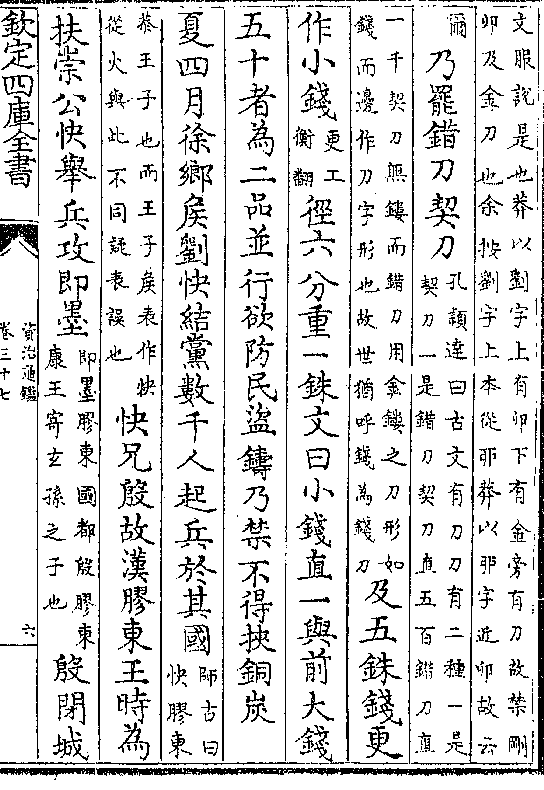 文服說是也莽以劉字上有卯下有金旁有刀故禁剛
卯及金刀也余按劉字上本從丣莽以丣字近卯故云
爾乃罷錯刀契刀孔頴達曰古文有刀刀有二種一是
契刀一是錯刀契刀直五百錯刀直
一千契刀無鏤而錯刀用金鏤之刀形如
錢而邊作刀字形也故世猶呼錢為錢刀及五銖錢更
作小錢更工
衡翻徑六分重一銖文曰小錢直一與前大錢
五十者為二品並行欲防民盜鑄乃禁不得挾銅炭
夏四月徐鄉侯劉快結黨數千人起兵於其國師古曰
快膠東
恭王子也而王子侯表作炔
從火與此不同疑表誤也快兄殷故漢膠東王時為
扶崇公快舉兵攻即墨即墨膠東國都殷膠東
康王寄玄孫之子也殷閉城
欽定四庫全書
資治通鑑
卷三十七
六